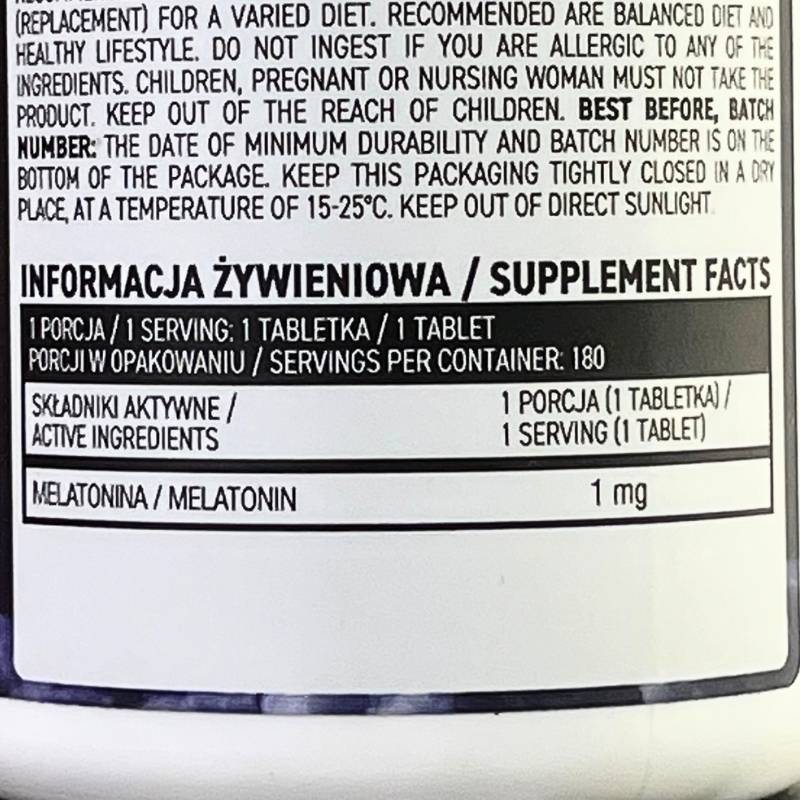 (REPLACEMENT) FOR A VARIED DIET. RECOMMENDED ARE BALANCED DIET AND
HEALTHY LIFESTYLE. DO NOT INGEST IF YOU ARE ALLERGIC TO ANY OF THE
INGREDIENTS. CHILDREN, PREGNANT OR NURSING WOMAN MUST NOT TAKE THE
PRODUCT. KEEP OUT OF THE REACH OF CHILDREN. BEST BEFORE, BATCH
NUMBER: THE DATE OF MINIMUM DURABILITY AND BATCH NUMBER IS ON THE
BOTTOM OF THE PACKAGE. KEEP THIS PACKAGING TIGHTLY CLOSED IN A DRY
PLACE, AT A TEMPERATURE OF 15-25°C. KEEP OUT OF DIRECT SUNLIGHT.
INFORMACJA ŻYWIENIOWA / SUPPLEMENT FACTS
1 PORCJA / 1 SERVING: 1 TABLETKA / 1 TABLET
PORCJI W OPAKOWANIU / SERVINGS PER CONTAINER: 180
SKŁADNIKI AKTYWNE /
ACTIVE INGREDIENTS
1 PORCJA (1 TABLETKA) /
1 SERVING (1 TABLET)
MELATONINA / MELATONIN 1 mg